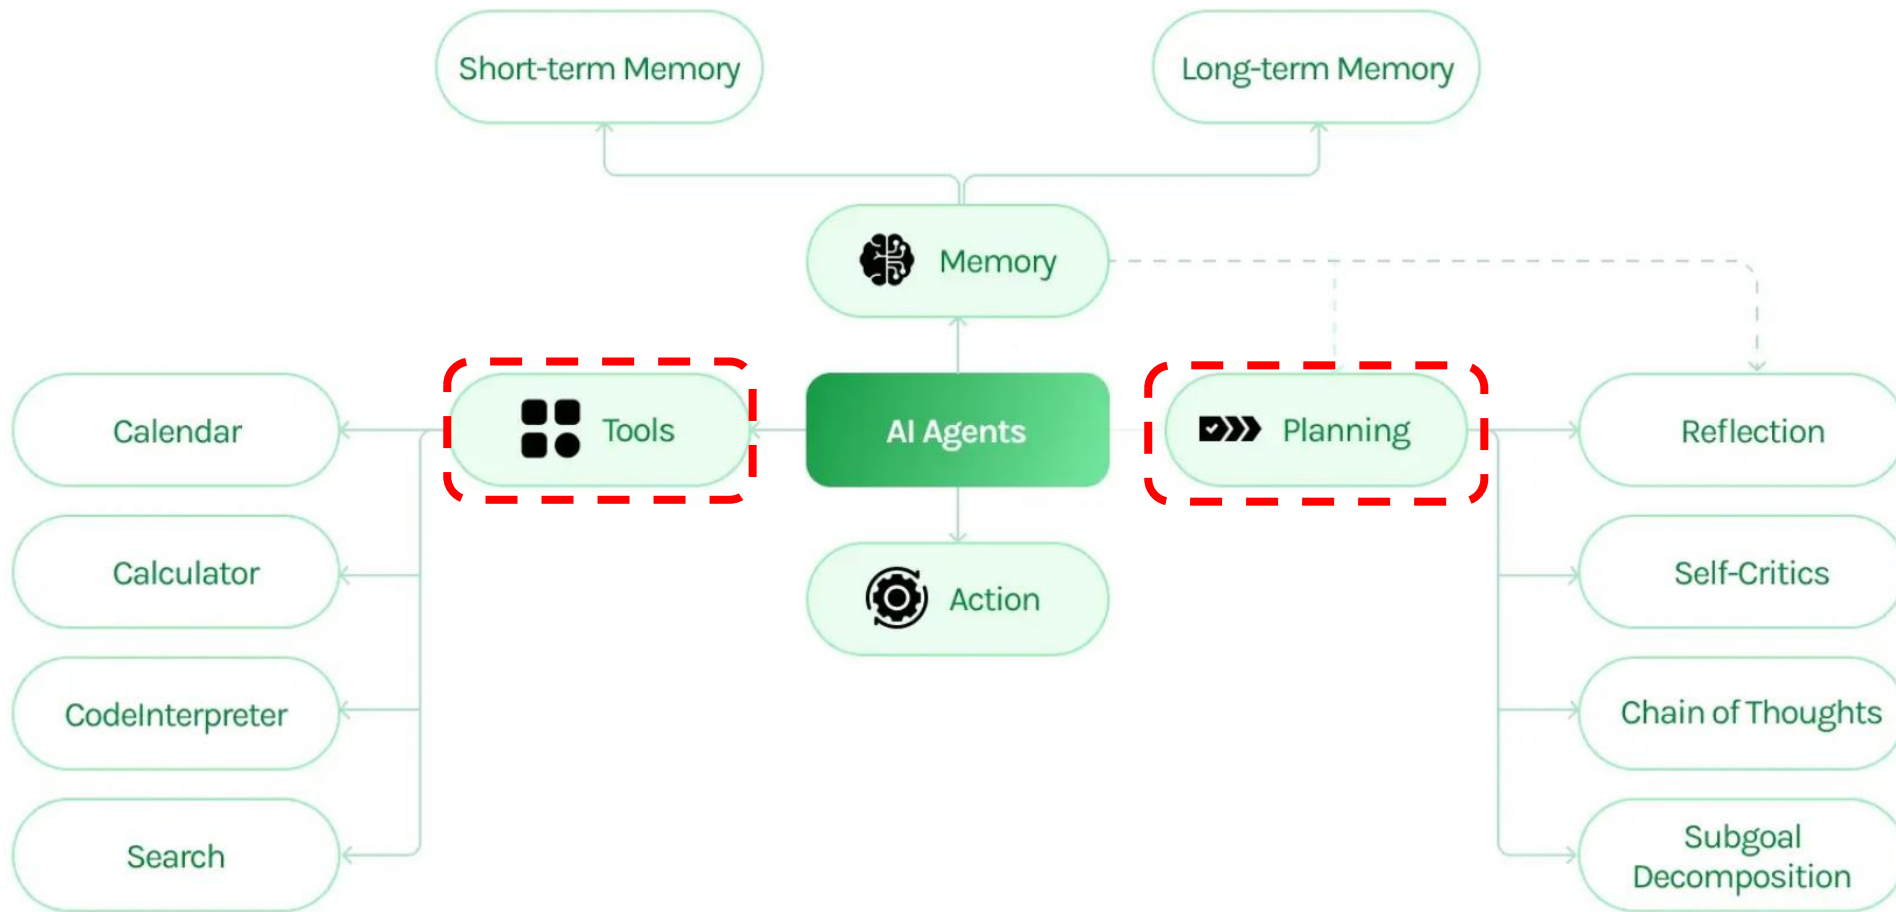 Short-term Memory
Long-term Memory
Memory
Calendar
Tools
AI Agents
Planning
Reflection
Calculator
Action
Self-Critics
CodeInterpreter
Chain of Thoughts
Search
Subgoal
Decomposition